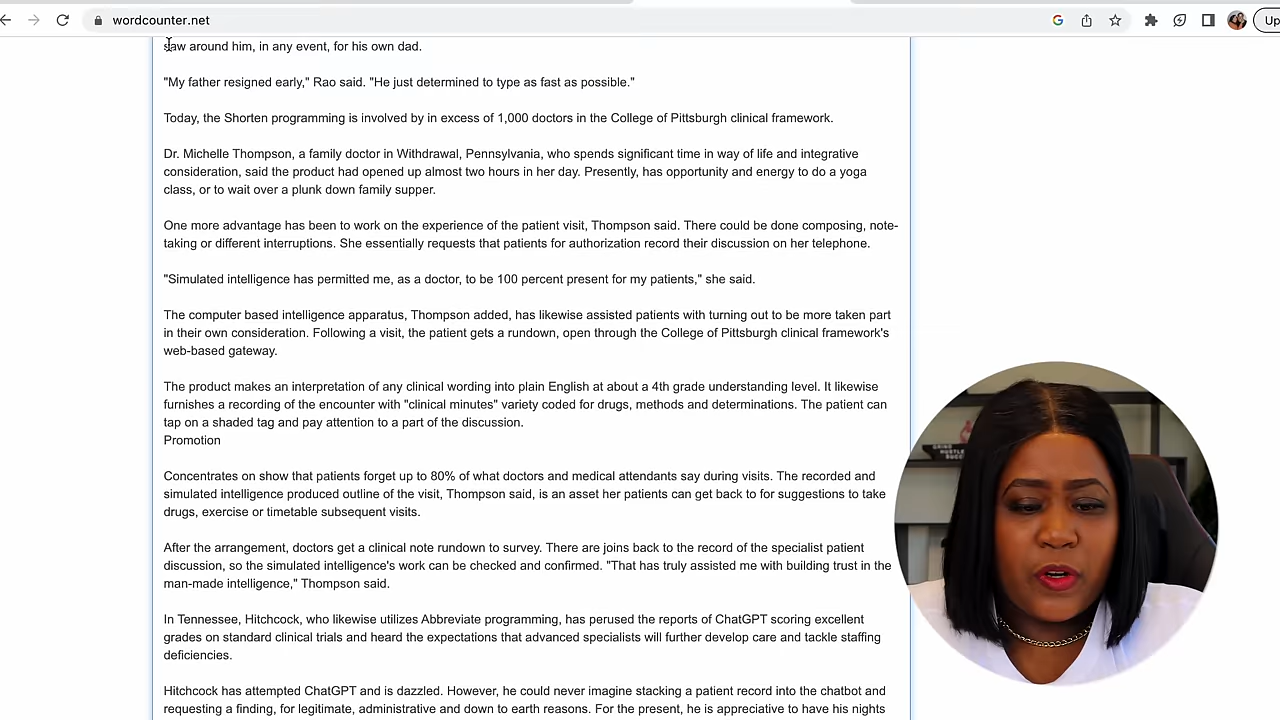 wordcounter.net
Up
saw around him, in any event, for his own dad.
"My father resigned early," Rao said. "He just determined to type as fast as possible."
Today, the Shorten programming is involved by in excess of 1,000 doctors in the College of Pittsburgh clinical framework.
Dr. Michelle Thompson, a family doctor in Withdrawal, Pennsylvania, who spends significant time in way of life and integrative
consideration, said the product had opened up almost two hours in her day. Presently, has opportunity and energy to do a yoga
class, or to wait over a plunk down family supper.
One more advantage has been to work on the experience of the patient visit, Thompson said. There could be done composing, note-
taking or different interruptions. She essentially requests that patients for authorization record their discussion on her telephone.
"Simulated intelligence has permitted me, as a doctor, to be 100 percent present for my patients," she said.
The computer based intelligence apparatus, Thompson added, has likewise assisted patients with turning out to be more taken part
in their own consideration. Following a visit, the patient gets a rundown, open through the College of Pittsburgh clinical framework's
web-based gateway.
The product makes an interpretation of any clinical wording into plain English at about a 4th grade understanding level. It likewise
furnishes a recording of the encounter with "clinical minutes" variety coded for drugs, methods and determinations. The patient can
tap on a shaded tag and pay attention to a part of the discussion.
Promotion
Concentrates on show that patients forget up to 80% of what doctors and medical attendants say during visits. The recorded and
simulated intelligence produced outline of the visit, Thompson said, is an asset her patients can get back to for suggestions to take
drugs, exercise or timetable subsequent visits.
After the arrangement, doctors get a clinical note rundown to survey. There are joins back to the record of the specialist patient
discussion, so the simulated intelligence's work can be checked and confirmed. "That has truly assisted me with building trust in the
man-made intelligence," Thompson said.
In Tennessee, Hitchcock, who likewise utilizes Abbreviate programming, has perused the reports of ChatGPT scoring excellent
grades on standard clinical trials and heard the expectations that advanced specialists will further develop care and tackle staffing
deficiencies.
Hitchcock has attempted ChatGPT and is dazzled. However, he could never imagine stacking a patient record into the chatbot and
requesting a finding, for legitimate, administrative and down to earth reasons. For the present, he is appreciative to have his nights